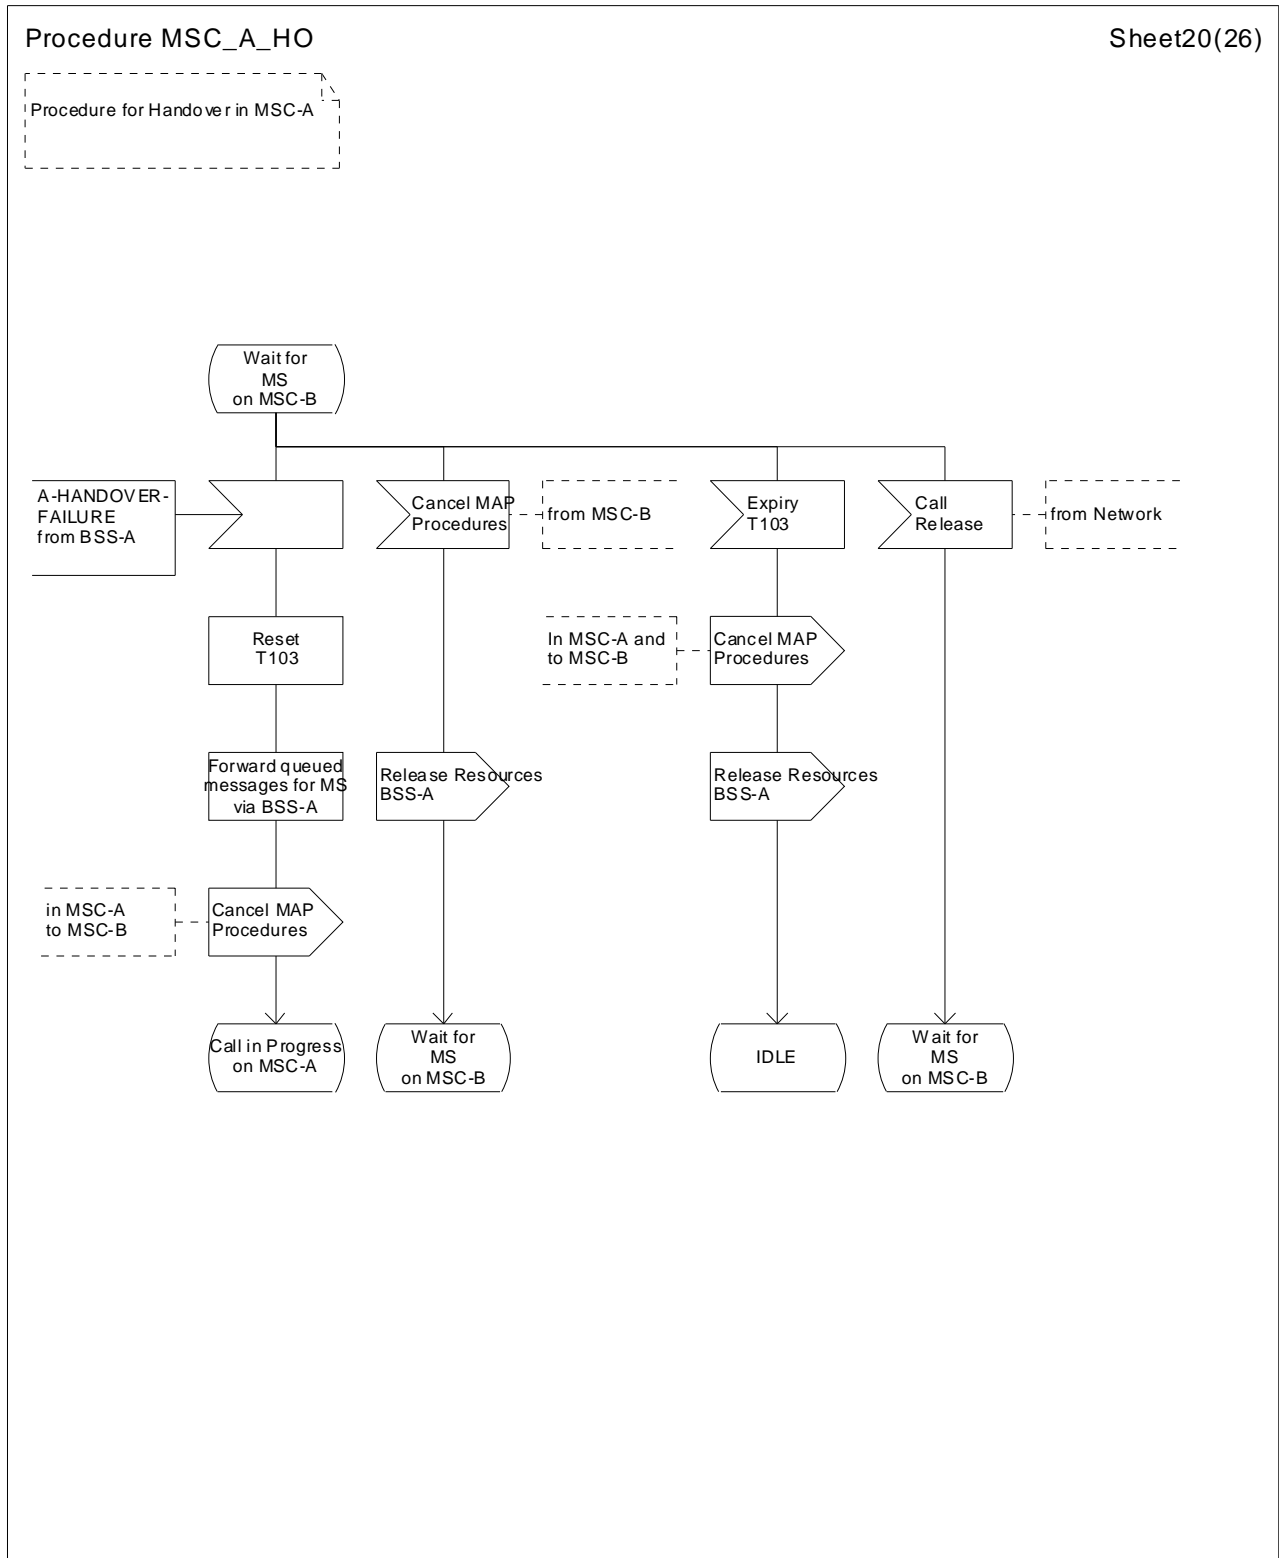 Procedure MSC_A_HO
Sheet20(26)
Procedure for Handover in MSC-A
Wait for
MS
on MSC-B
A-HANDOVER-
FAILURE
from BSS-A
Cancel MAP
Procedures
from MSC-B
Expiry
T103
Call
Release
from Network
Reset
T103
In MSC-A and
to MSC-B
Cancel MAP
Procedures
Forward queued
messages for MS
via BSS-A
Release Resources
BSS-A
Release Resources
BSS-A
in MSC-A
to MSC-B
Cancel MAP
Procedures
Call in Progress
on MSC-A
Wait for
MS
on MSC-B
IDLE
Wait for
MS
on MSC-B